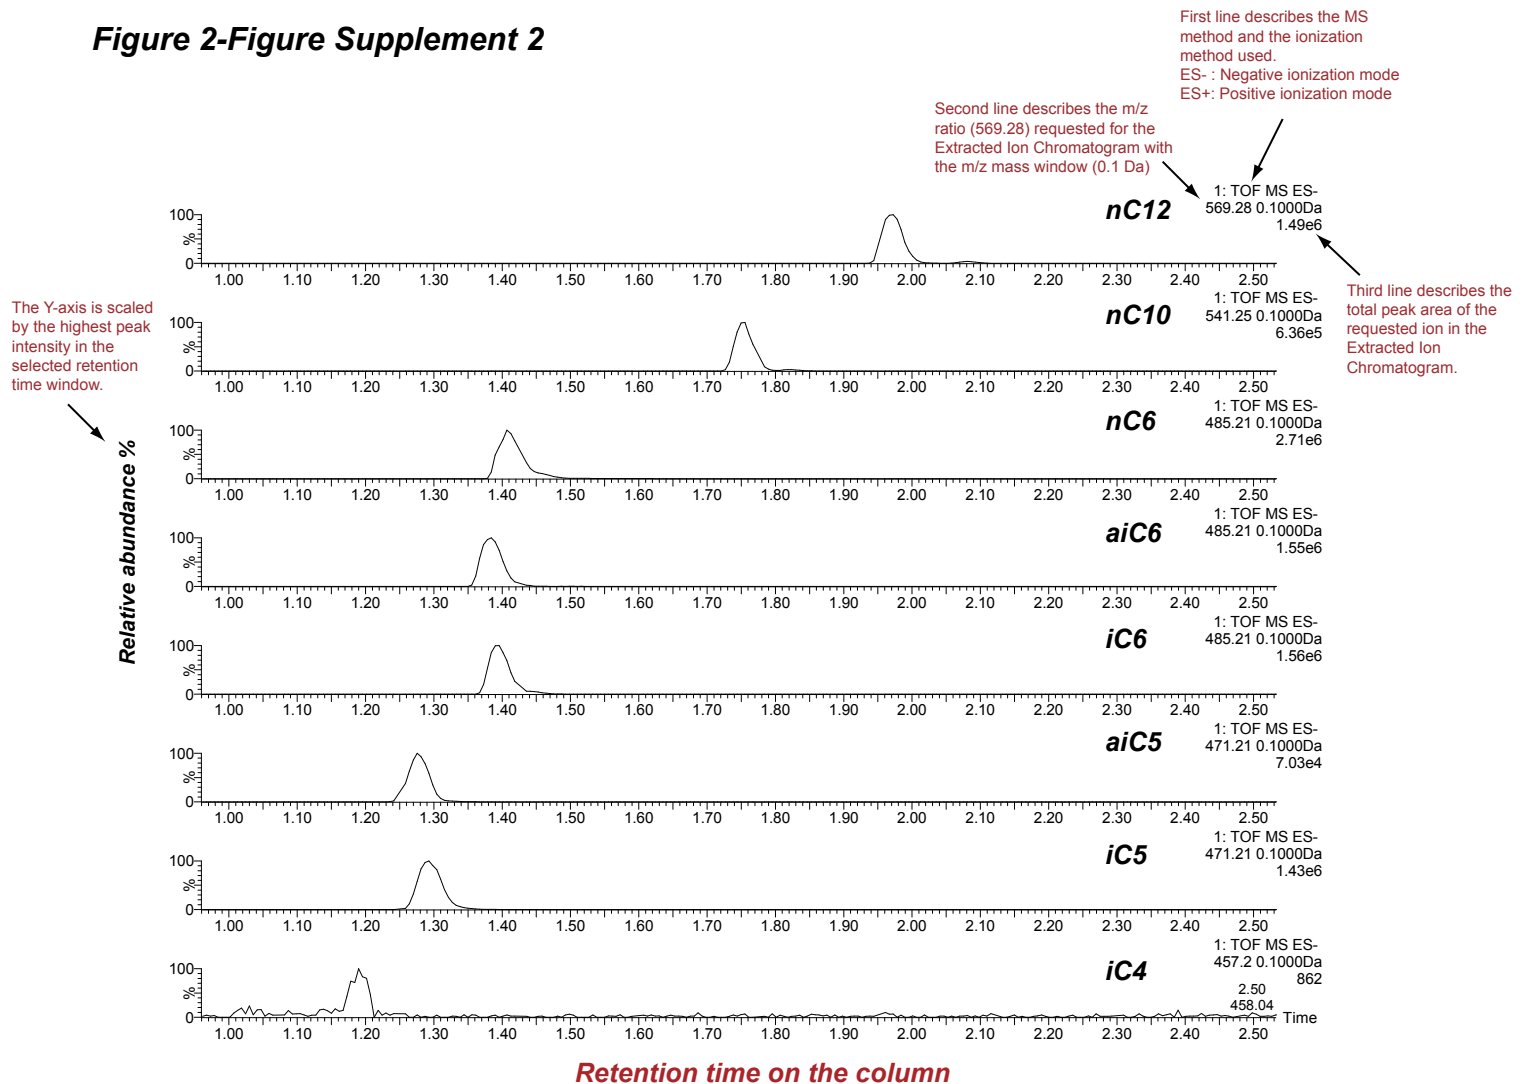 Figure 2-Figure Supplement 2
First line describes the MS
method and the ionization
method used.
ES- : Negative ionization mode
ES+: Positive ionization mode
Second line describes the m/z
ratio (569.28) requested for the
Extracted Ion Chromatogram with
the m/z mass window (0.1 Da)
nC12
1: TOF MS ES-
569.28 0.1000Da
1.49e6
100
%
0
1.00 1.10 1.20 1.30 1.40 1.50 1.60 1.70 1.80 1.90 2.00 2.10 2.20 2.30 2.40 2.50
The Y-axis is scaled
by the highest peak
intensity in the
selected retention
time window.
Third line describes the
total peak area of the
requested ion in the
Extracted Ion
Chromatogram.
nC10
1: TOF MS ES-
541.25 0.1000Da
6.36e5
100
%
0
1.00 1.10 1.20 1.30 1.40 1.50 1.60 1.70 1.80 1.90 2.00 2.10 2.20 2.30 2.40 2.50
Relative abundance %
nC6
1: TOF MS ES-
485.21 0.1000Da
2.71e6
100
%
0
1.00 1.10 1.20 1.30 1.40 1.50 1.60 1.70 1.80 1.90 2.00 2.10 2.20 2.30 2.40 2.50
aiC6
1: TOF MS ES-
485.21 0.1000Da
1.55e6
100
%
0
1.00 1.10 1.20 1.30 1.40 1.50 1.60 1.70 1.80 1.90 2.00 2.10 2.20 2.30 2.40 2.50
iC6
1: TOF MS ES-
485.21 0.1000Da
1.56e6
100
%
0
1.00 1.10 1.20 1.30 1.40 1.50 1.60 1.70 1.80 1.90 2.00 2.10 2.20 2.30 2.40 2.50
aiC5
1: TOF MS ES-
471.21 0.1000Da
7.03e4
100
%
0
1.00 1.10 1.20 1.30 1.40 1.50 1.60 1.70 1.80 1.90 2.00 2.10 2.20 2.30 2.40 2.50
iC5
1: TOF MS ES-
471.21 0.1000Da
1.43e6
100
%
0
1.00 1.10 1.20 1.30 1.40 1.50 1.60 1.70 1.80 1.90 2.00 2.10 2.20 2.30 2.40 2.50
iC4
1: TOF MS ES-
457.2 0.1000Da
862
2.50
458.04
100
%
0
Time
1.00 1.10 1.20 1.30 1.40 1.50 1.60 1.70 1.80 1.90 2.00 2.10 2.20 2.30 2.40 2.50
Retention time on the column